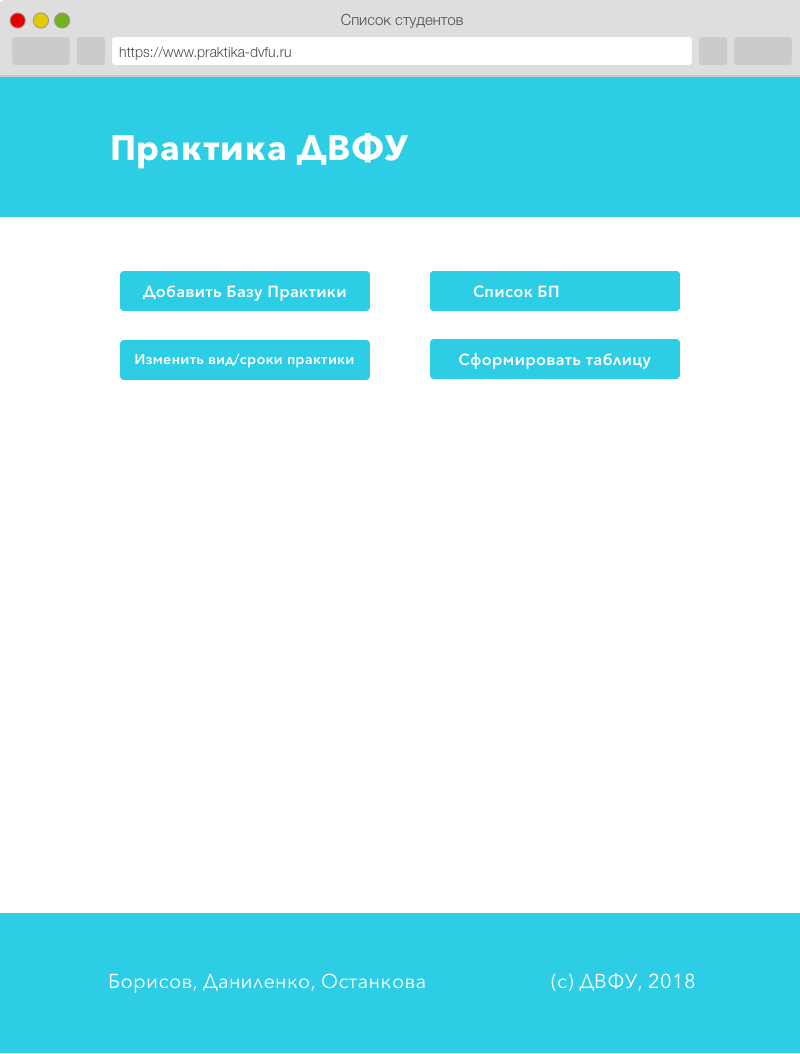 Список студентов
https://www.praktika-dvfu.ru
Практика ДВФУ
Добавить Базу Практики
Список БП
Изменить вид/сроки практики
Сформировать таблицу
Борисов, Даниленко, Останкова
(c) ДВФУ, 2018